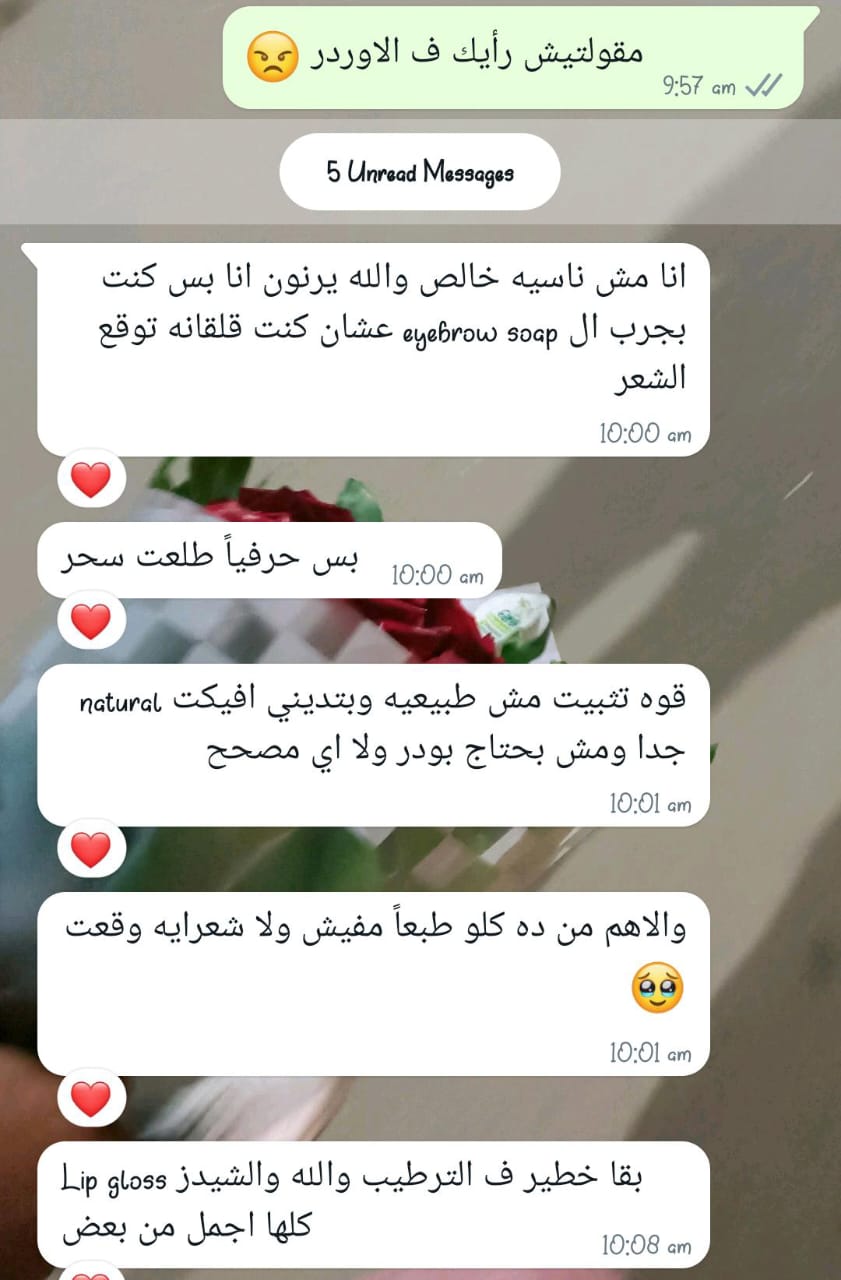 مقولتيش رأيك ف الاوردر 😠
9:57 am
5 Unread Messages
انا مش ناسيه خالص والله يرنون انا بس كنت
بجرب ال eyebrow soap عشان كنت قلقانه توقع
الشعر
10:00 am
بس حرفياً طلعت سحر
10:00 am
قوه تثبيت مش طبيعيه وبتديني افيكت natural
جدا ومش بحتاج بودر ولا اي مصحح
10:01 am
والاهم من ده كلو طبعاً مفيش ولا شعرايه وقعت
🥹
10:01 am
Lip gloss بقا خطير ف الترطيب والله والشيدز
كلها اجمل من بعض
10:08 am